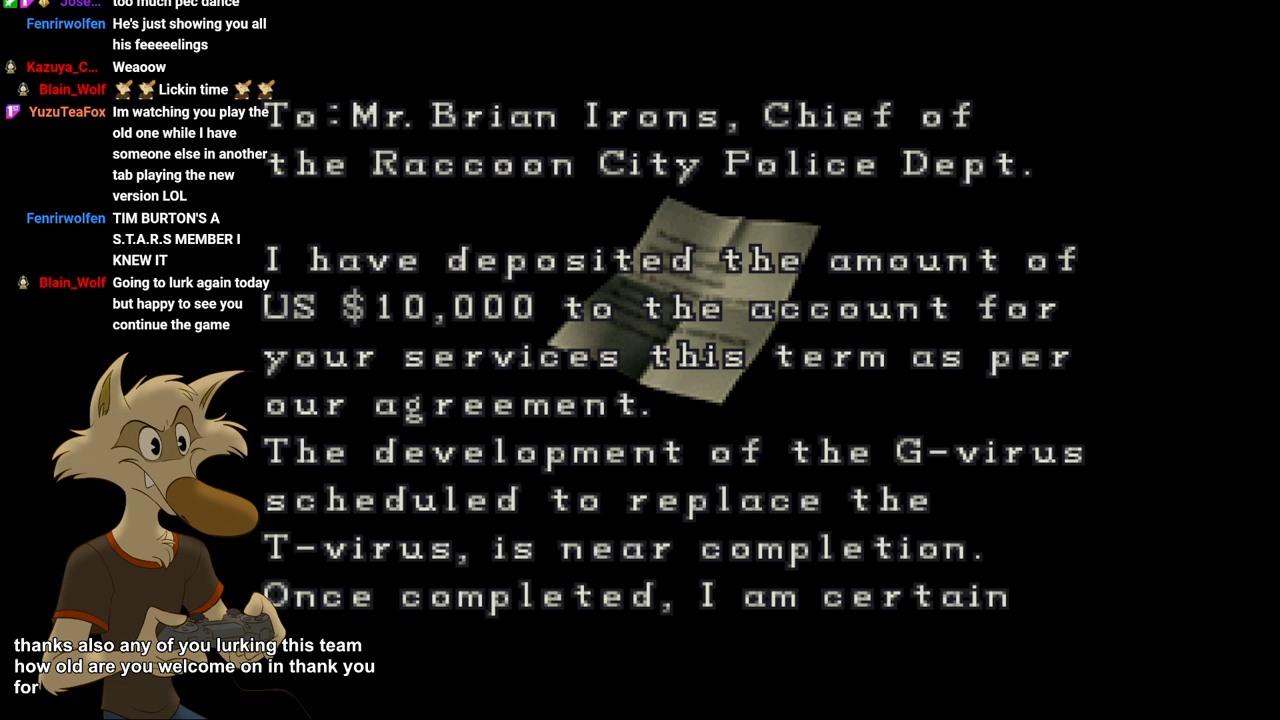 Jose... too much pec dance
Fenrirwolfen He's just showing you all
his feeeeelings
Kazuya_C... Weaoow
Blain_Wolf Lickin time
YuzuTeaFox Im watching you play the
old one while I have
someone else in another
tab playing the new
version LOL
Fenrirwolfen TIM BURTON'S A
S.T.A.R.S MEMBER I
KNEW IT
Blain_Wolf Going to lurk again today
but happy to see you
continue the game
To:Mr. Brian Irons, Chief of
the Raccoon City Police Dept.
I have deposited the amount of
US $10,000 to the account for
your services this term as per
our agreement.
The development of the G-virus
scheduled to replace the
T-virus, is near completion.
Once completed, I am certain
thanks also any of you lurking this team
how old are you welcome on in thank you
for